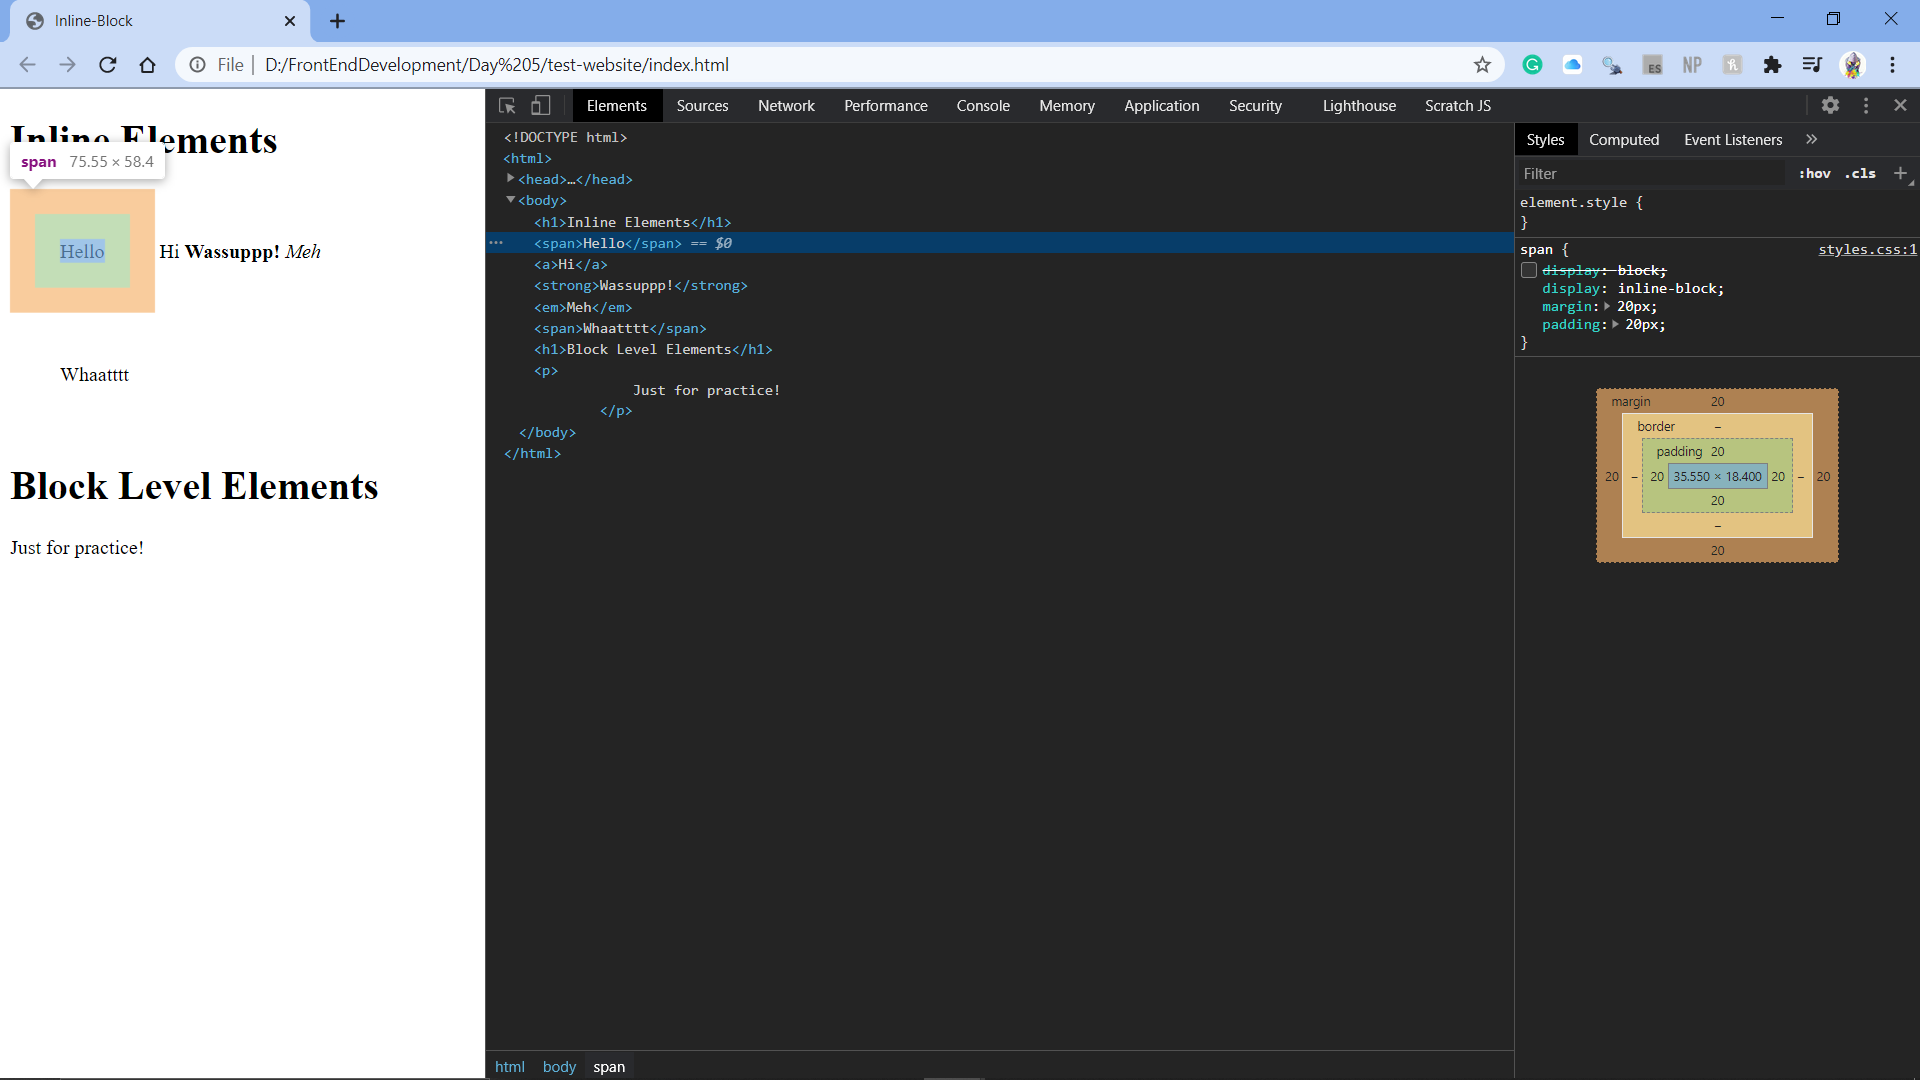 Inline-Block
File D:/FrontEndDevelopment/Day%205/test-website/index.html
ES NP
Inline Elements
span 75.55 × 58.4
Hello Hi Wassuppp! Meh
Whaatttt
Block Level Elements
Just for practice!
Elements Sources Network Performance Console Memory Application Security Lighthouse Scratch JS
<!DOCTYPE html>
<html>
<head>…</head>
<body>
<h1>Inline Elements</h1>
<span>Hello</span> == $0
<a>Hi</a>
<strong>Wassuppp!</strong>
<em>Meh</em>
<span>Whaatttt</span>
<h1>Block Level Elements</h1>
<p>
Just for practice!
</p>
</body>
</html>
html body span
Styles Computed Event Listeners »
Filter :hov .cls +
element.style {
}
span { styles.css:1
display: block;
display: inline-block;
margin: 20px;
padding: 20px;
}
margin 20
border –
padding 20
20 – 20 35.550 × 18.400 20 – 20
20
–
20